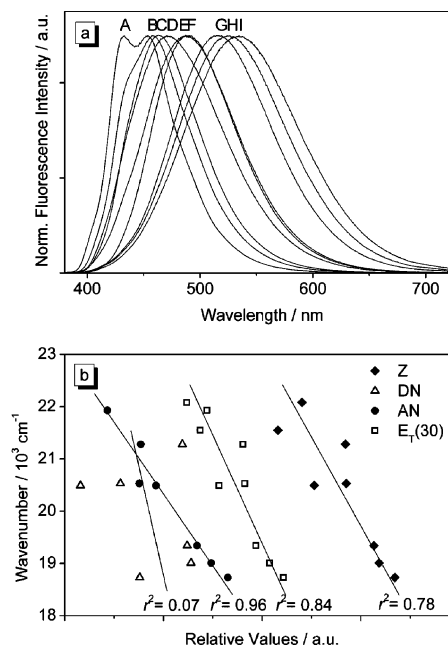 a
A BCDEF GHI
Norm. Fluorescence Intensity / a.u.
400 500 600 700
Wavelength / nm
b
23
22
21
20
19
18
Wavenumber / 10³ cm⁻¹
Z
DN
AN
E_T(30)
r² = 0.07 r² = 0.96 r² = 0.84 r² = 0.78
Relative Values / a.u.